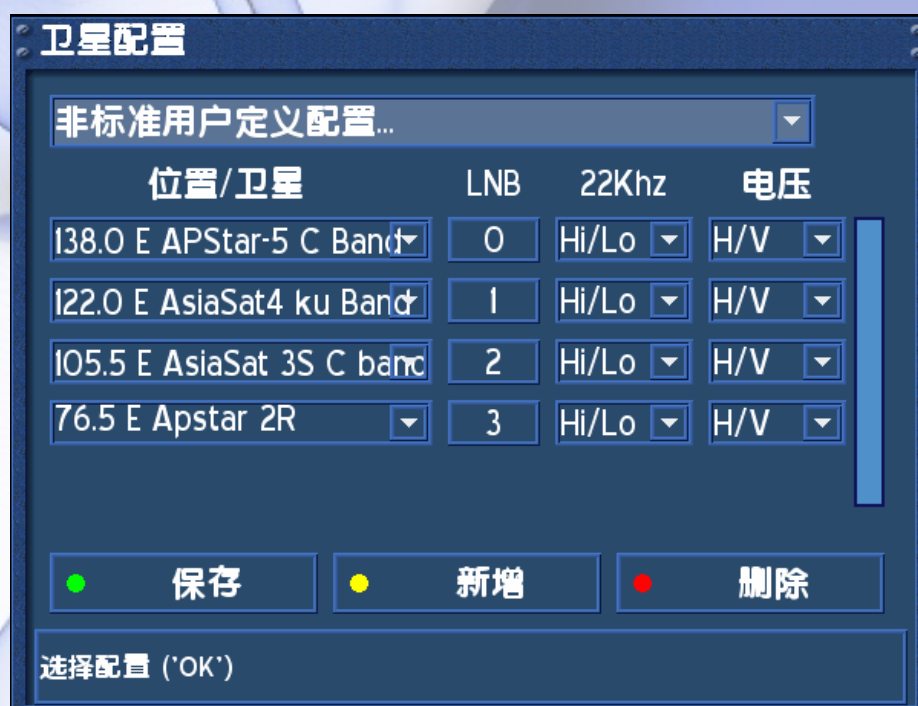 卫星配置
非标准用户定义配置...
位置/卫星 LNB 22Khz 电压
138.0 E APStar-5 C Band 0 Hi/Lo H/V
122.0 E AsiaSat4 ku Band 1 Hi/Lo H/V
105.5 E AsiaSat 3S C band 2 Hi/Lo H/V
76.5 E Apstar 2R 3 Hi/Lo H/V
保存 新增 删除
选择配置 ('OK')